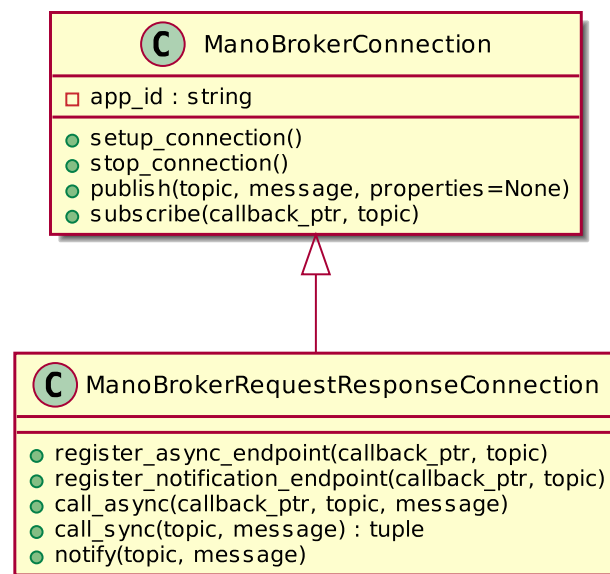 C ManoBrokerConnection
app_id : string
setup_connection()
stop_connection()
publish(topic, message, properties=None)
subscribe(callback_ptr, topic)
C ManoBrokerRequestResponseConnection
register_async_endpoint(callback_ptr, topic)
register_notification_endpoint(callback_ptr, topic)
call_async(callback_ptr, topic, message)
call_sync(topic, message) : tuple
notify(topic, message)